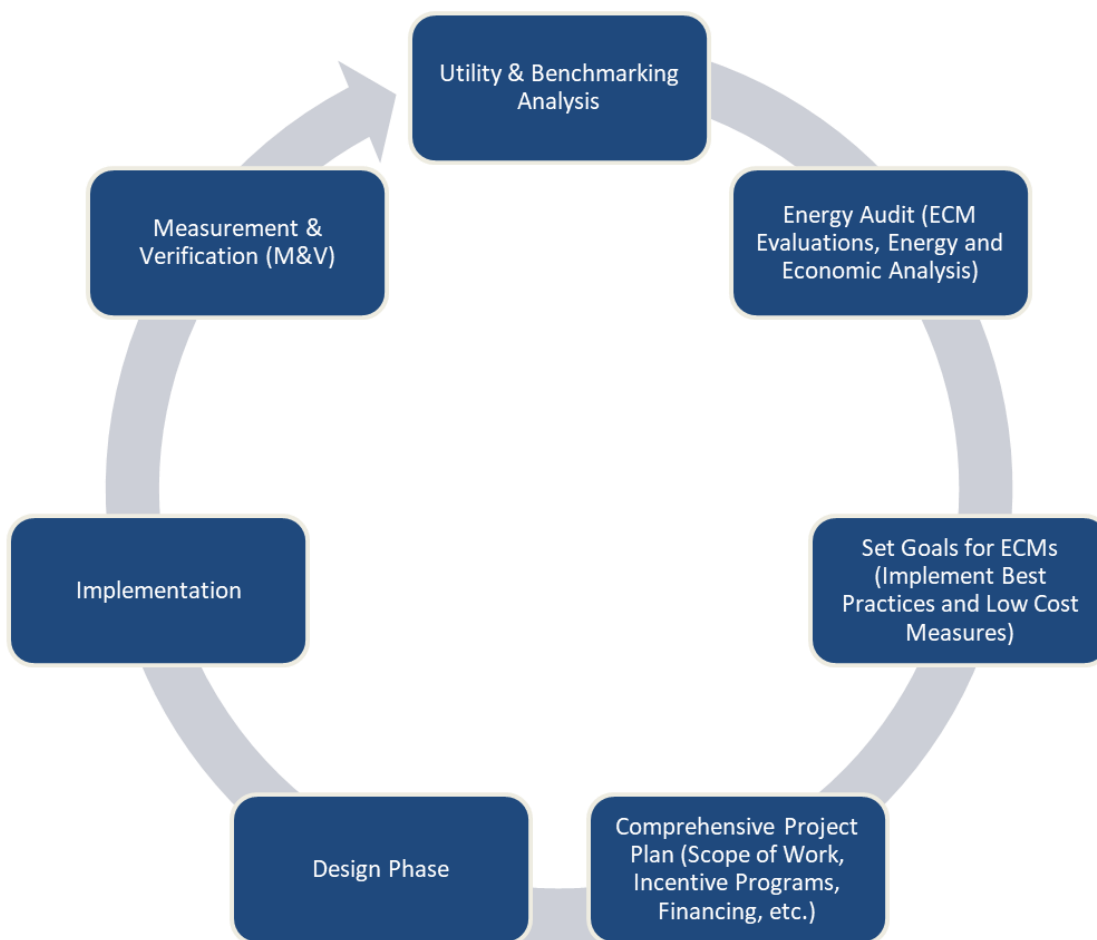 Utility & Benchmarking
Analysis
Energy Audit (ECM
Evaluations, Energy and
Economic Analysis)
Set Goals for ECMs
(Implement Best
Practices and Low Cost
Measures)
Comprehensive Project
Plan (Scope of Work,
Incentive Programs,
Financing, etc.)
Design Phase
Implementation
Measurement &
Verification (M&V)